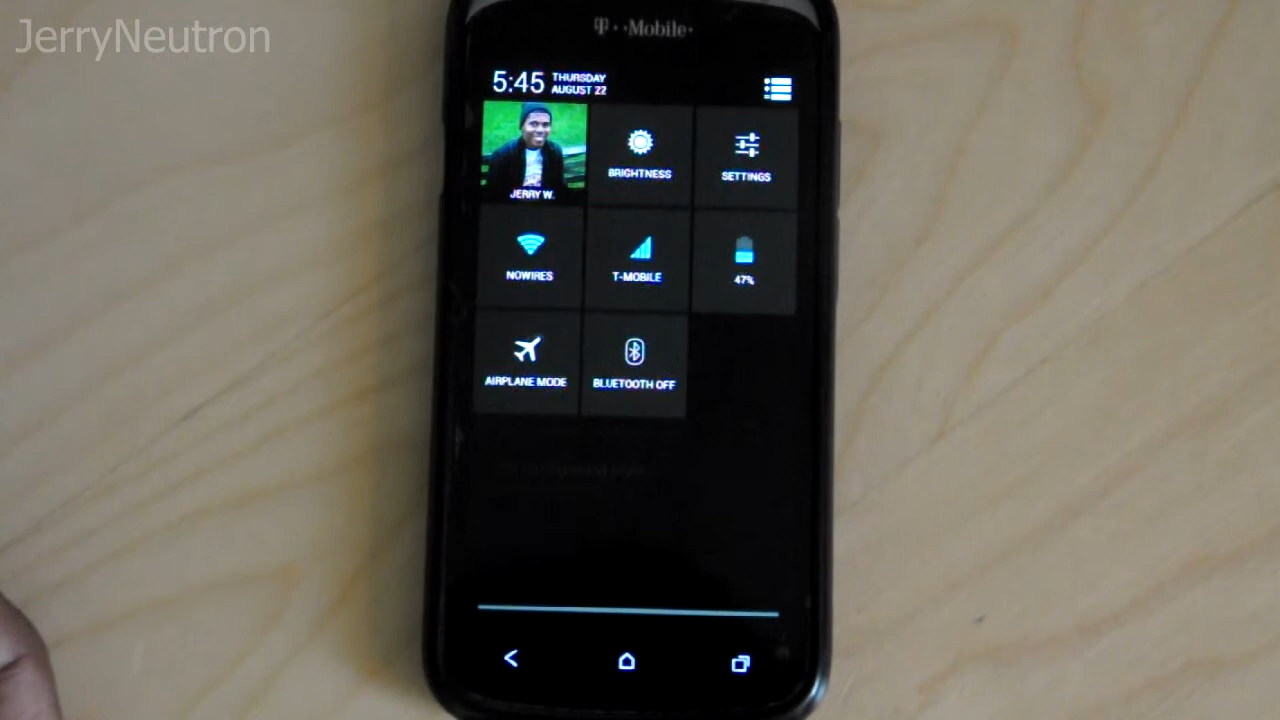 JerryNeutron
T··Mobile·
5:45 THURSDAY
AUGUST 22
JERRY W.
BRIGHTNESS
SETTINGS
NOWIRES
T-MOBILE
47%
AIRPLANE MODE
BLUETOOTH OFF